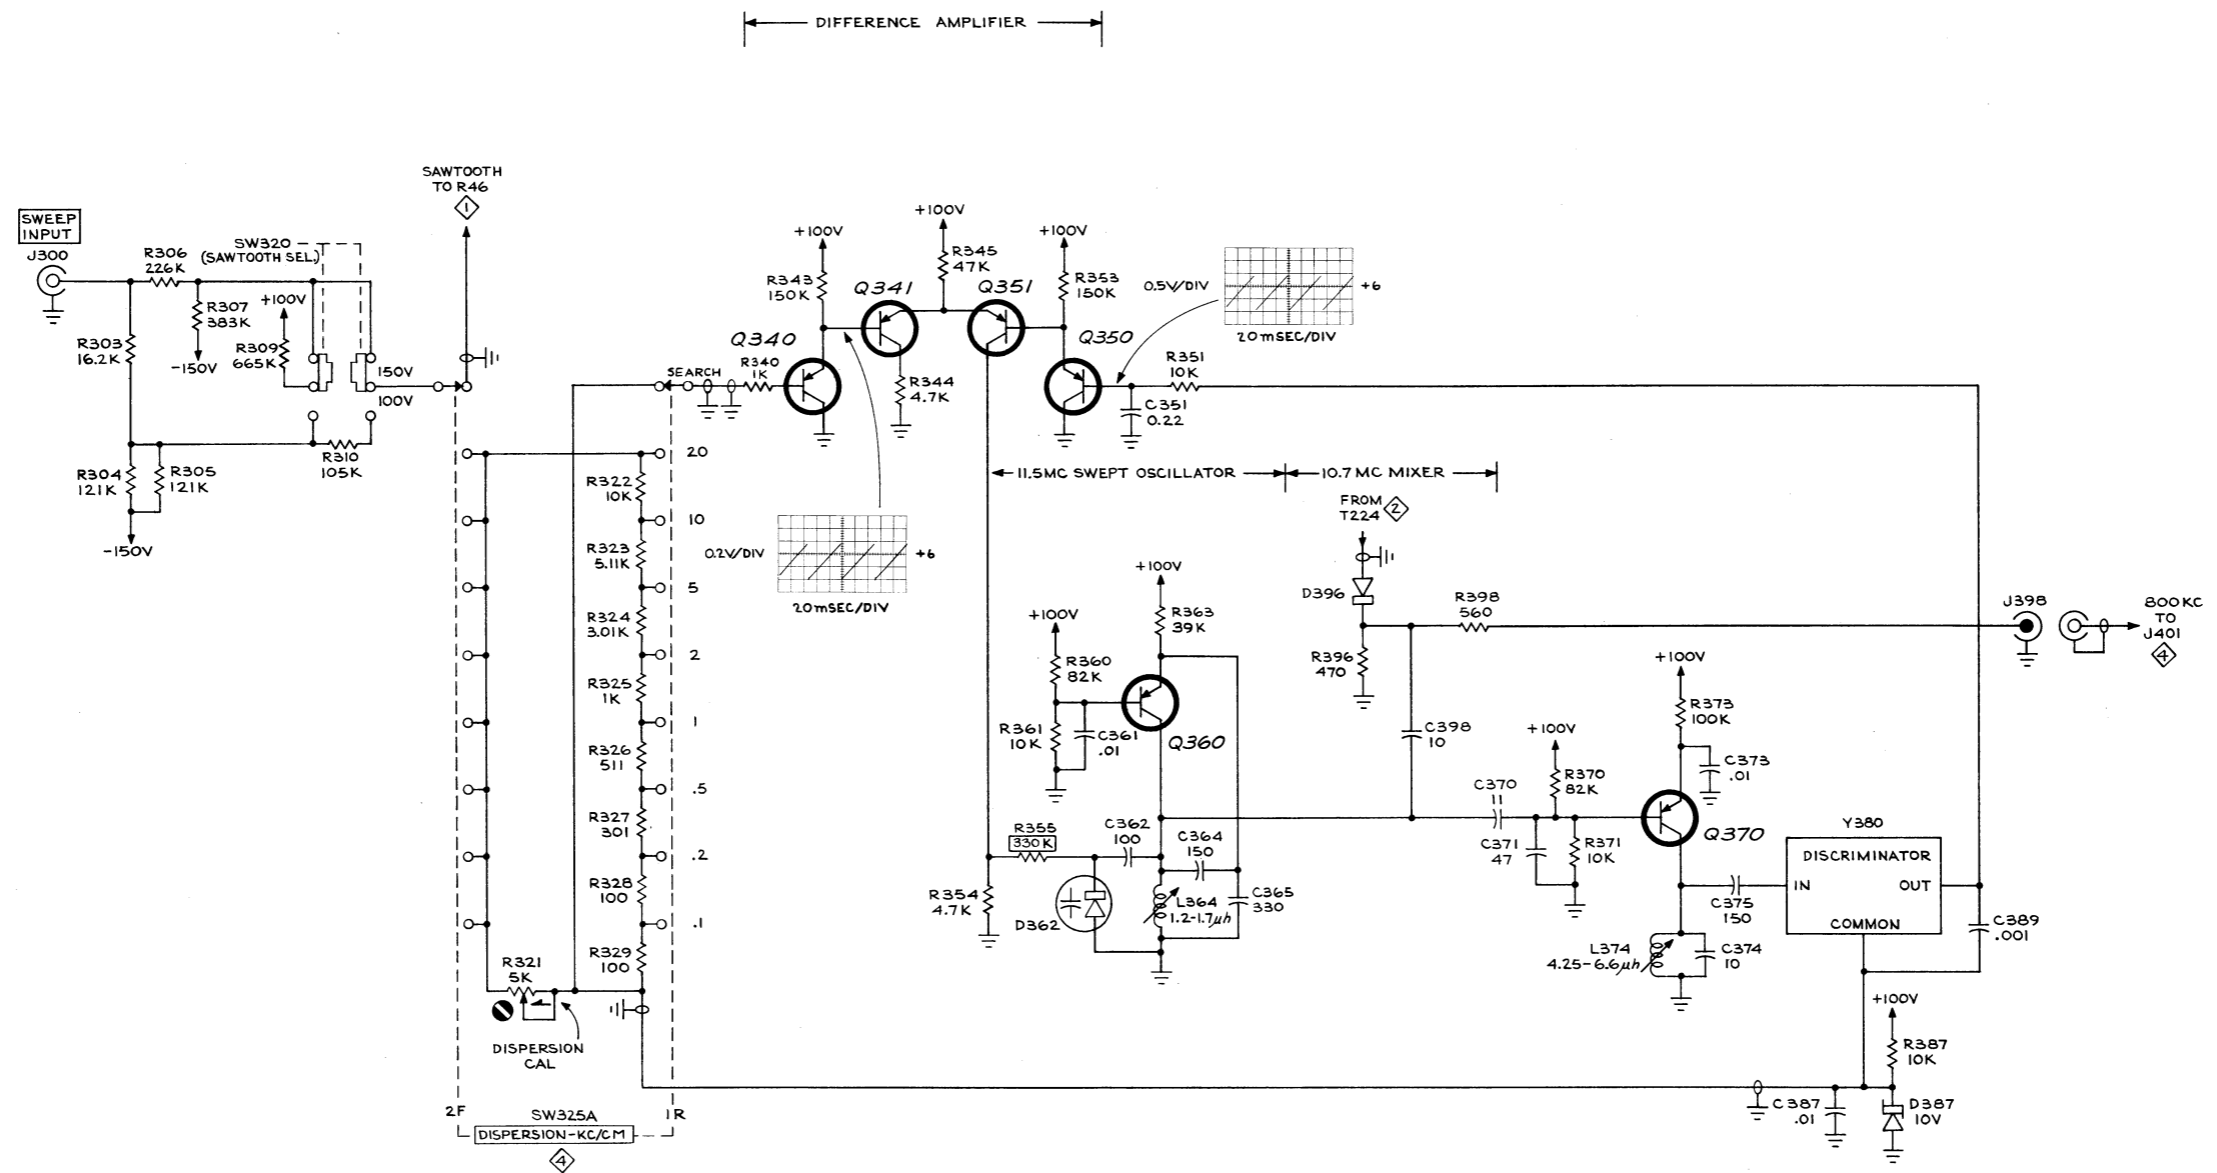 DIFFERENCE AMPLIFIER
SAWTOOTH
TO R46
1
SWEEP
INPUT
J300
R306
226K
SW320
(SAWTOOTH SEL.)
R307
383K
+100V
-150V
R309
665K
R303
16.2K
150V
100V
R304
121K
R305
121K
R310
105K
-150V
+100V
R343
150K
Q341
+100V
R345
47K
Q351
+100V
R353
150K
0.5V/DIV
+6
20mSEC/DIV
Q340
R340
1K
SEARCH
R344
4.7K
Q350
R351
10K
C351
0.22
20
R322
10K
10
R323
5.11K
5
R324
3.01K
2
R325
1K
1
R326
511
.5
R327
301
.2
R328
100
.1
R329
100
R321
5K
DISPERSION
CAL
2F
1R
SW325A
DISPERSION-KC/CM
4
0.2V/DIV
+6
20mSEC/DIV
11.5MC SWEPT OSCILLATOR
10.7 MC MIXER
FROM
T224
2
D396
R398
560
R396
470
J398
800KC
TO
J401
4
+100V
R363
39K
+100V
R360
82K
R361
10K
C361
.01
Q360
C398
10
R355
330K
C362
100
C364
150
R354
4.7K
D362
L364
1.2-1.7µh
C365
330
C370
11
+100V
R370
82K
C371
47
R371
10K
+100V
R373
100K
C373
.01
Q370
Y380
DISCRIMINATOR
IN
OUT
COMMON
C375
150
L374
4.25-6.6µh
C374
10
C389
.001
+100V
R387
10K
C387
.01
D387
10V